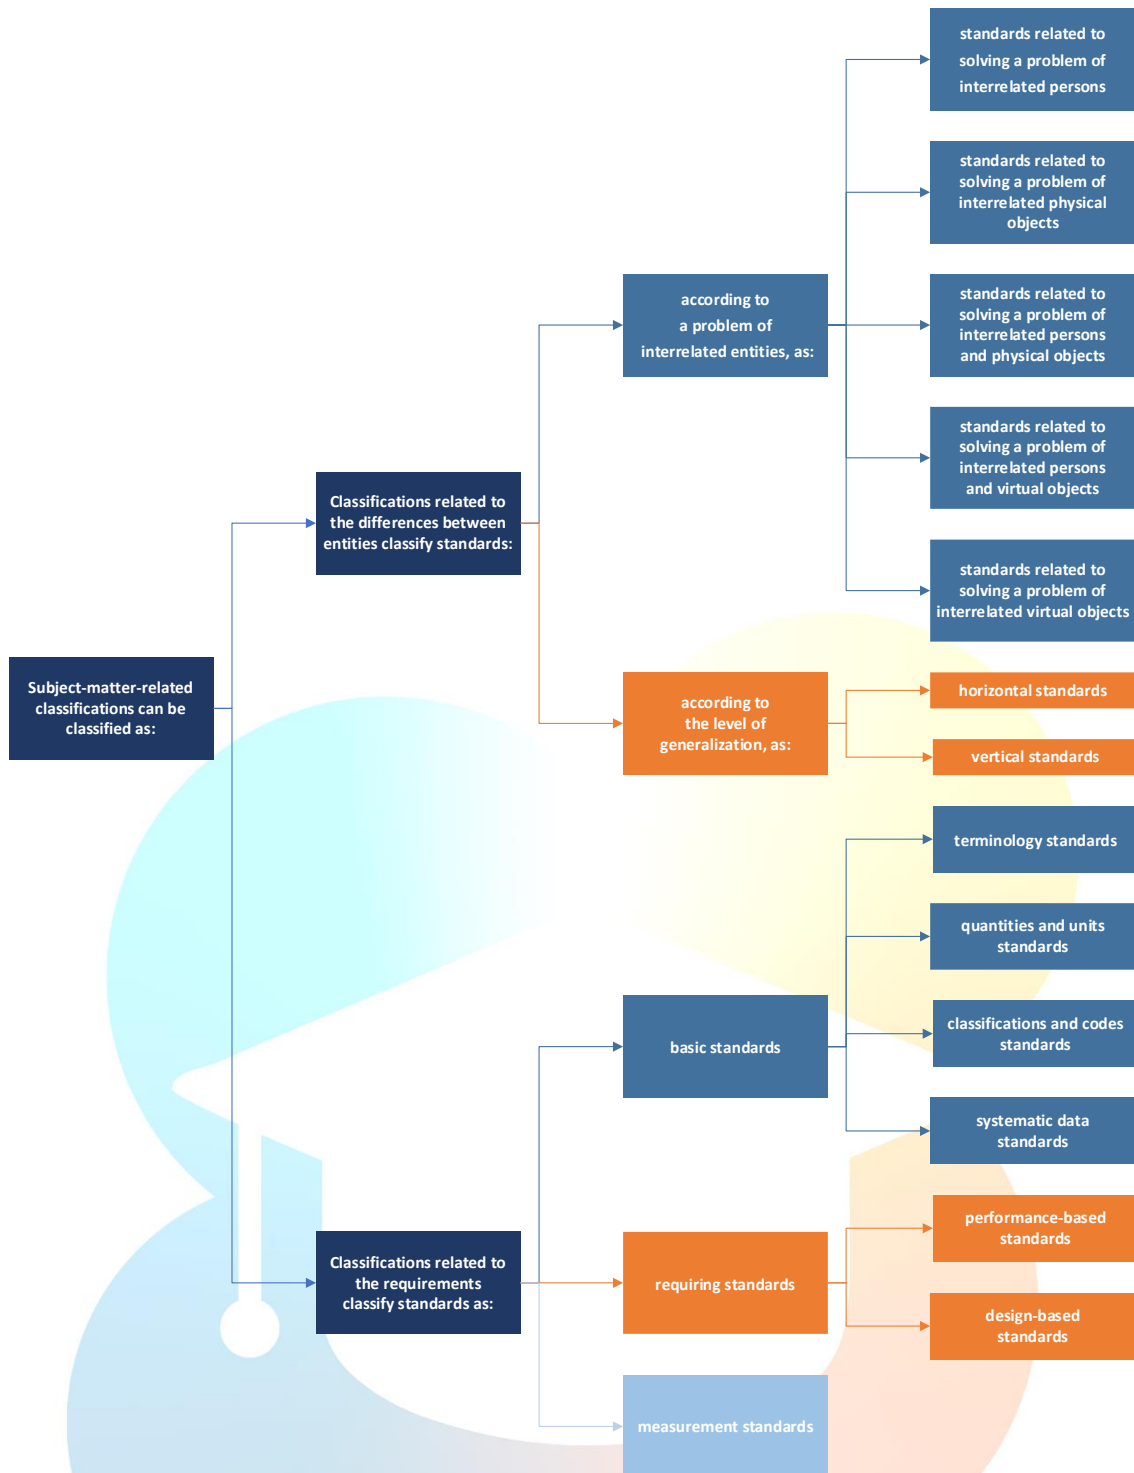 Subject-matter-related
classifications can be
classified as:
Classifications related to
the differences between
entities classify standards:
according to
a problem of
interrelated entities, as:
standards related to
solving a problem of
interrelated persons
standards related to
solving a problem of
interrelated physical
objects
standards related to
solving a problem of
interrelated persons
and physical objects
standards related to
solving a problem of
interrelated persons
and virtual objects
standards related to
solving a problem of
interrelated virtual objects
according to
the level of
generalization, as:
horizontal standards
vertical standards
Classifications related to
the requirements
classify standards as:
basic standards
terminology standards
quantities and units
standards
classifications and codes
standards
systematic data
standards
requiring standards
performance-based
standards
design-based
standards
measurement standards